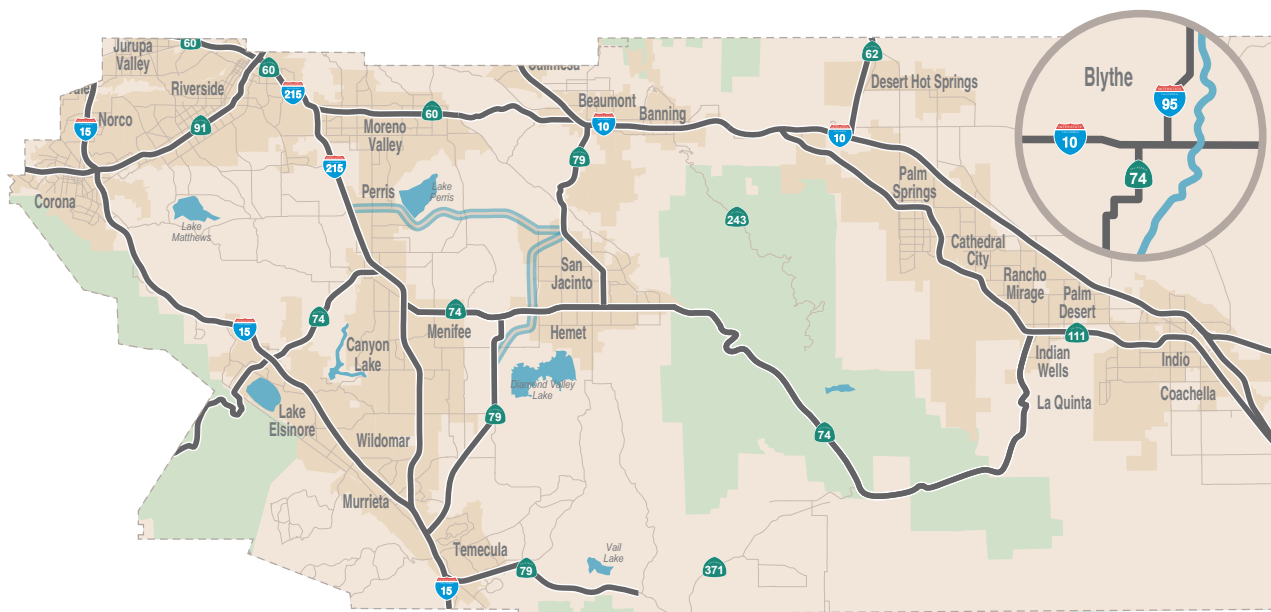 Jurupa
Valley
60
Riverside
60
215
Norco
15
91
Corona
Lake
Matthews
215
Moreno
Valley
60
Perris
Lake
Perris
Beaumont
10
Banning
79
62
Desert Hot Springs
10
Palm
Springs
243
Cathedral
City
Rancho
Mirage
Palm
Desert
111
Indian
Wells
Indio
La Quinta
Coachella
San
Jacinto
74
Menifee
Hemet
74
15
Canyon
Lake
Diamond Valley
Lake
79
Lake
Elsinore
Wildomar
Murrieta
74
Temecula
79
Vail
Lake
371
15
Blythe
95
10
74